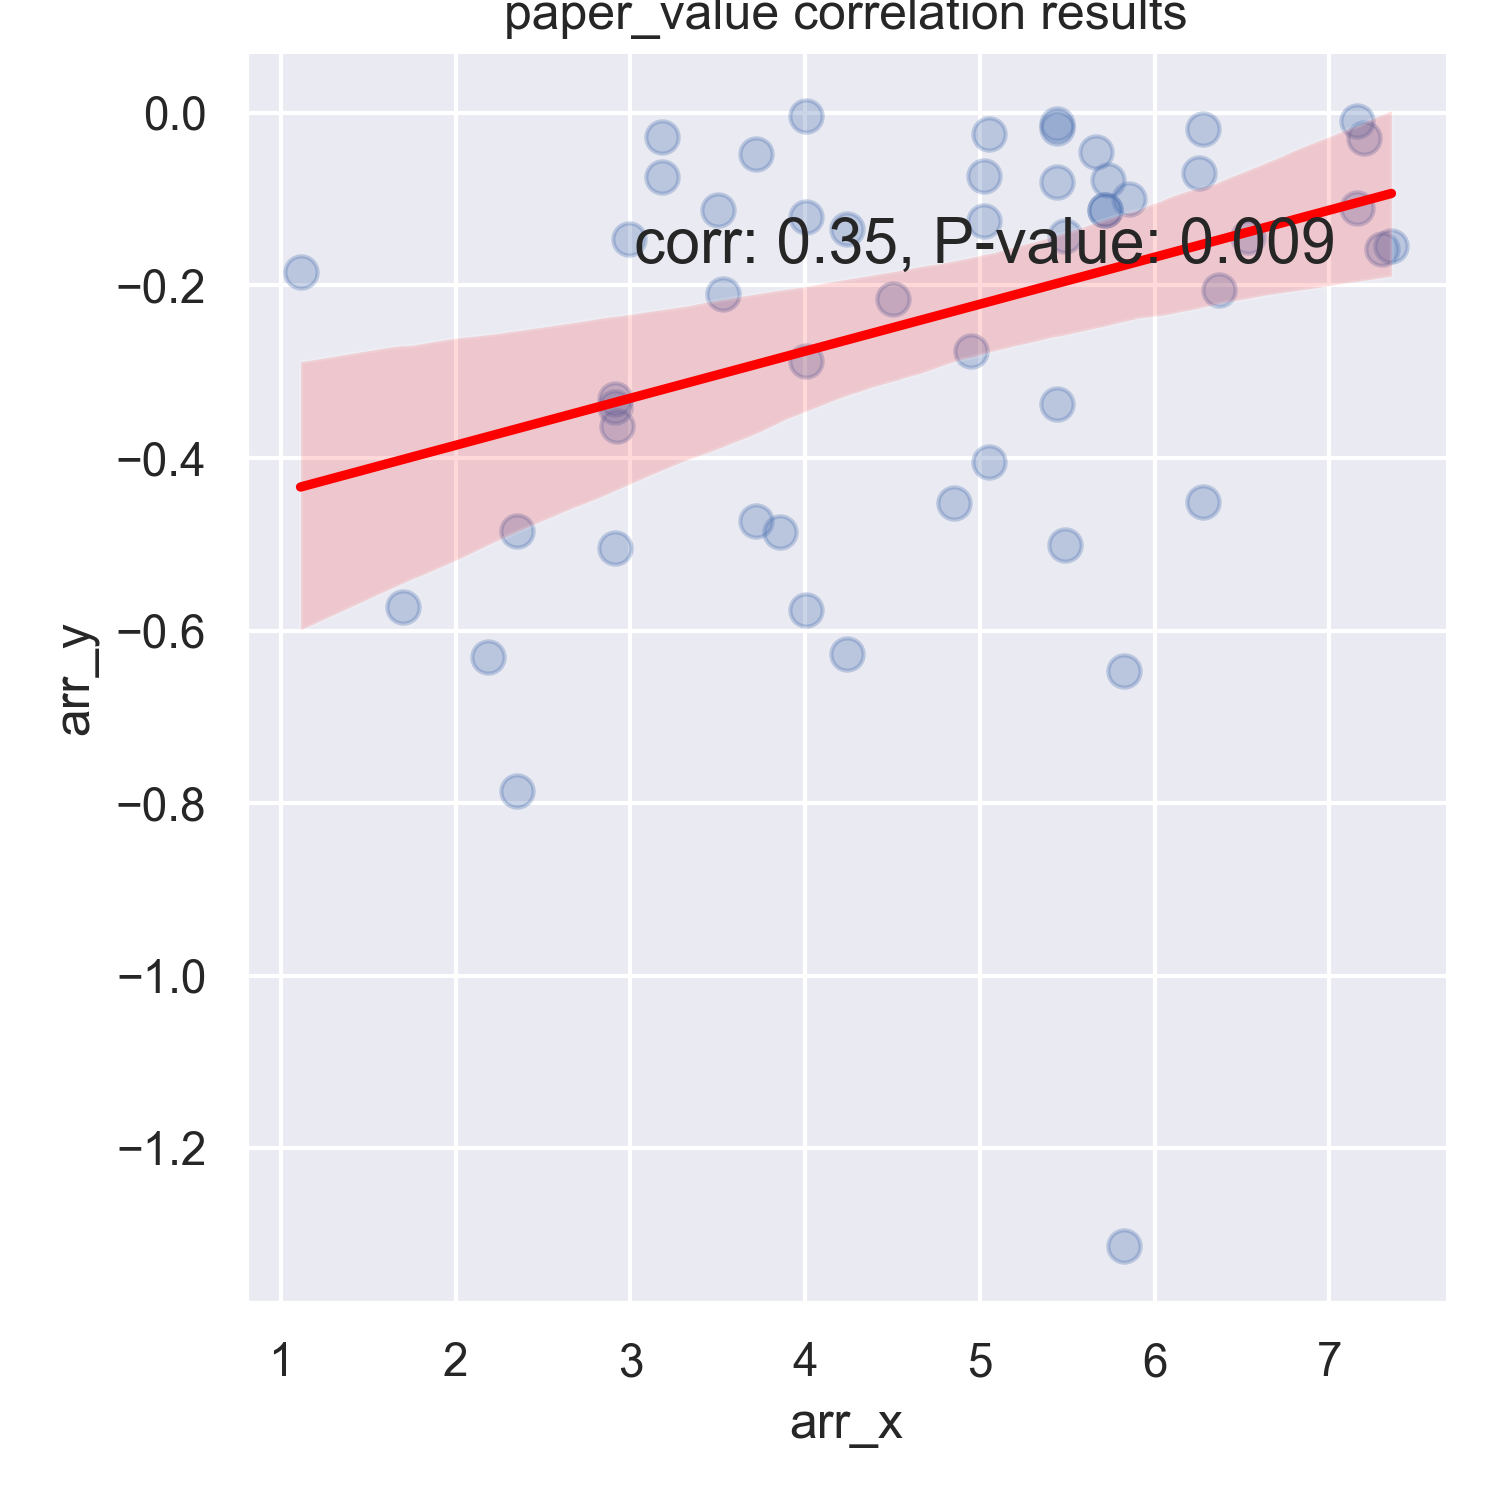 paper_value correlation results
0.0
−0.2
−0.4
−0.6
−0.8
−1.0
−1.2
arr_y
corr: 0.35, P-value: 0.009
1 2 3 4 5 6 7
arr_x